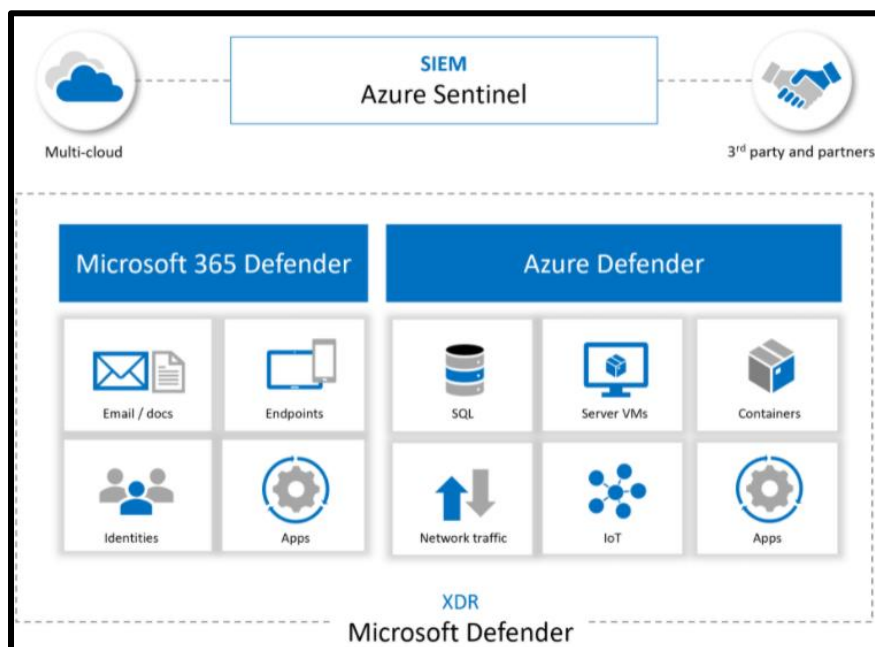 SIEM
Azure Sentinel
Multi-cloud
3rd party and partners
Microsoft 365 Defender
Azure Defender
Email / docs
Endpoints
SQL
Server VMs
Containers
Identities
Apps
Network traffic
IoT
Apps
XDR
Microsoft Defender